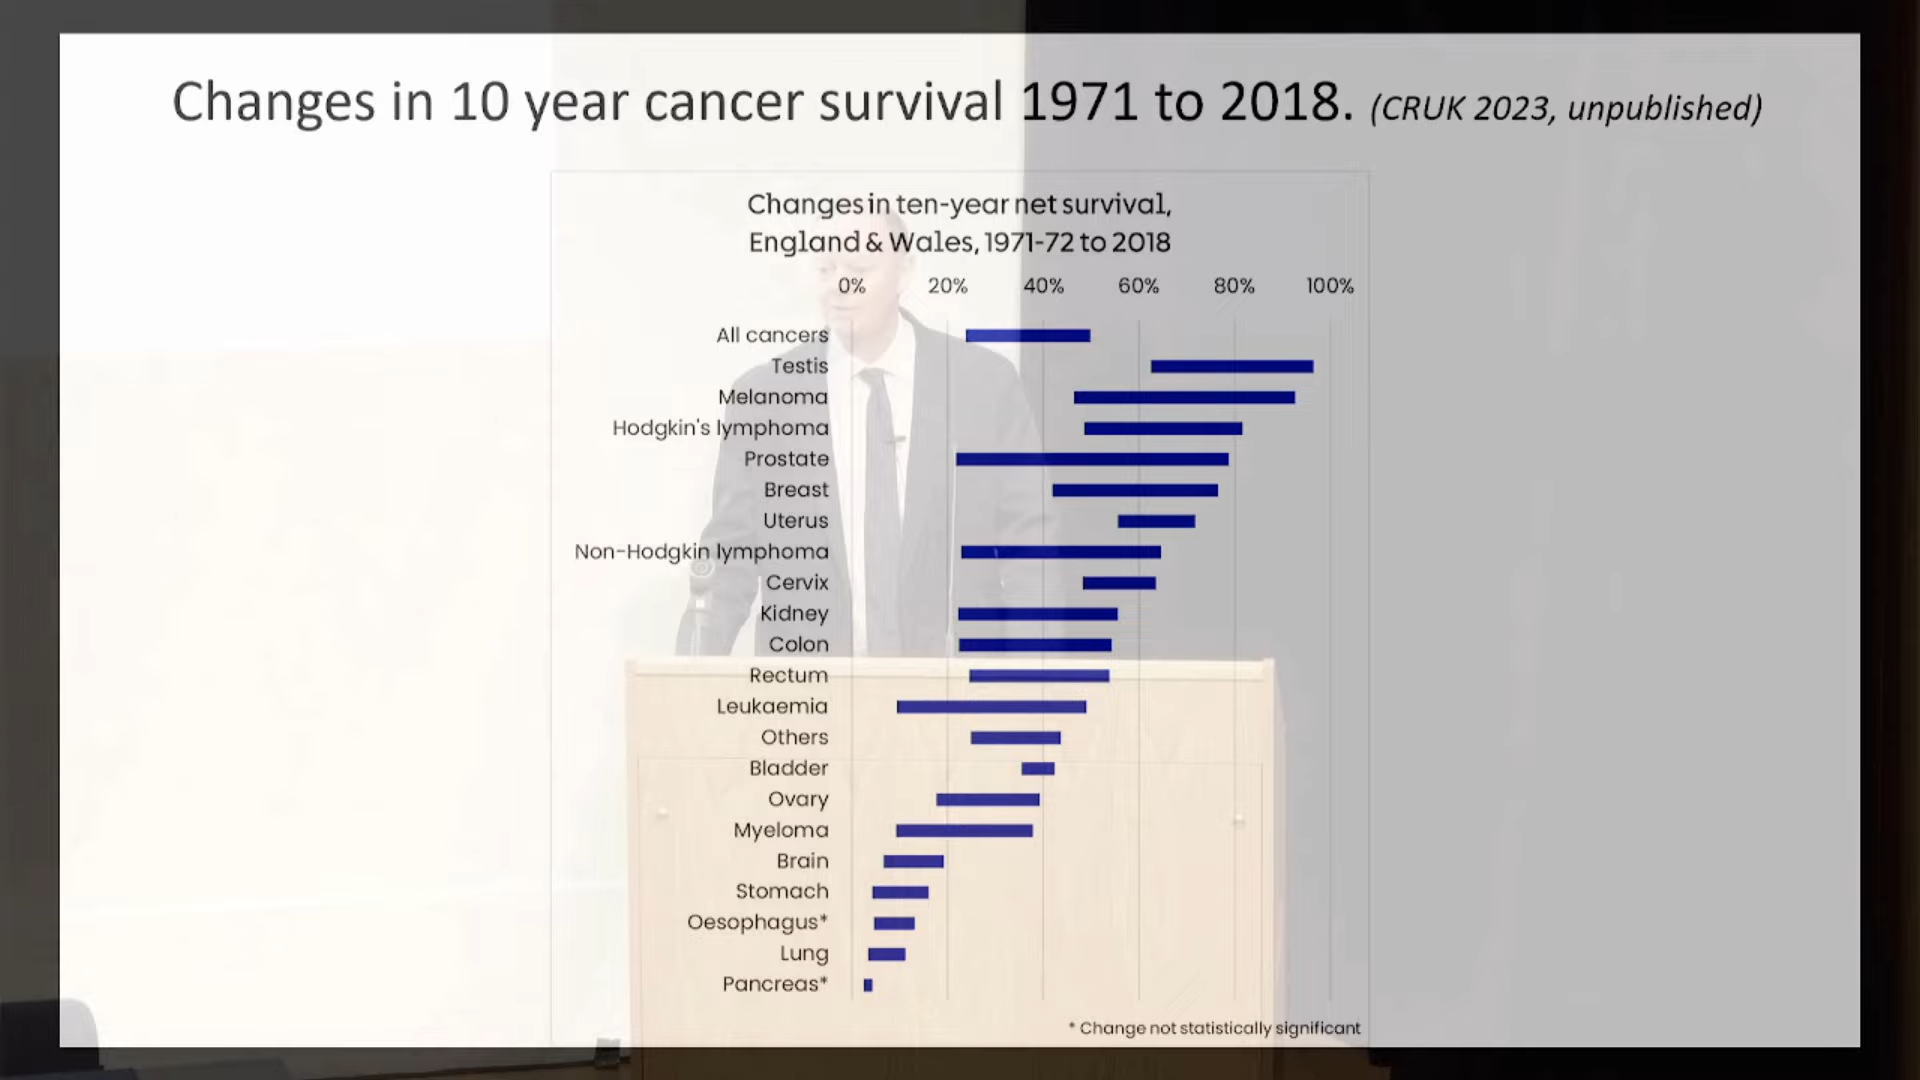 Changes in 10 year cancer survival 1971 to 2018. (CRUK 2023, unpublished)
Changes in ten-year net survival,
England & Wales, 1971-72 to 2018
0% 20% 40% 60% 80% 100%
All cancers
Testis
Melanoma
Hodgkin's lymphoma
Prostate
Breast
Uterus
Non-Hodgkin lymphoma
Cervix
Kidney
Colon
Rectum
Leukaemia
Others
Bladder
Ovary
Myeloma
Brain
Stomach
Oesophagus*
Lung
Pancreas*
* Change not statistically significant